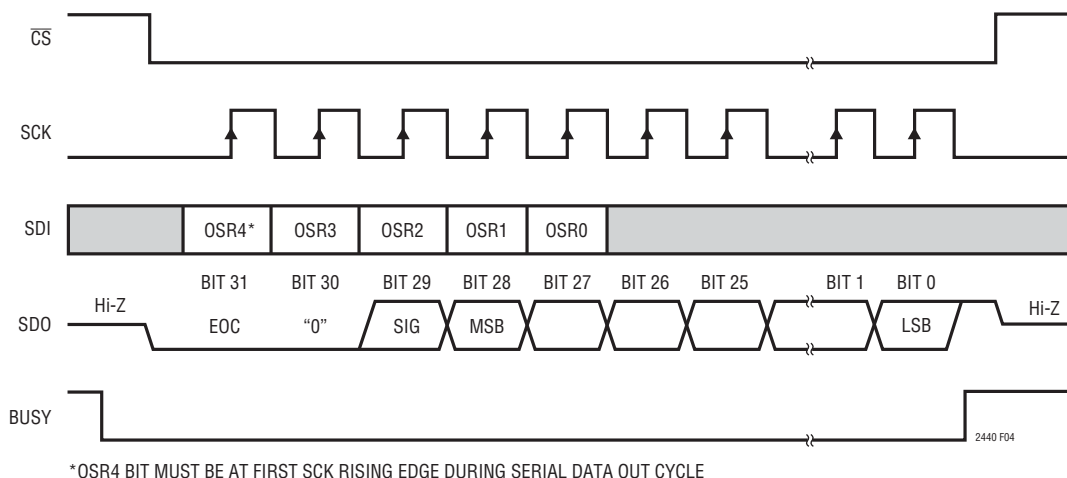 CS
SCK
SDI
OSR4* OSR3 OSR2 OSR1 OSR0
BIT 31 BIT 30 BIT 29 BIT 28 BIT 27 BIT 26 BIT 25 BIT 1 BIT 0
SDO
Hi-Z EOC “0” SIG MSB LSB Hi-Z
BUSY
2440 F04
*OSR4 BIT MUST BE AT FIRST SCK RISING EDGE DURING SERIAL DATA OUT CYCLE